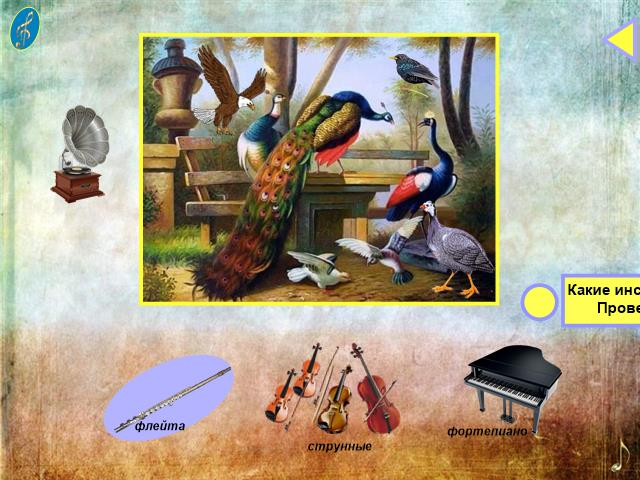 Какие инс
Прове
флейта
струнные
фортепиано